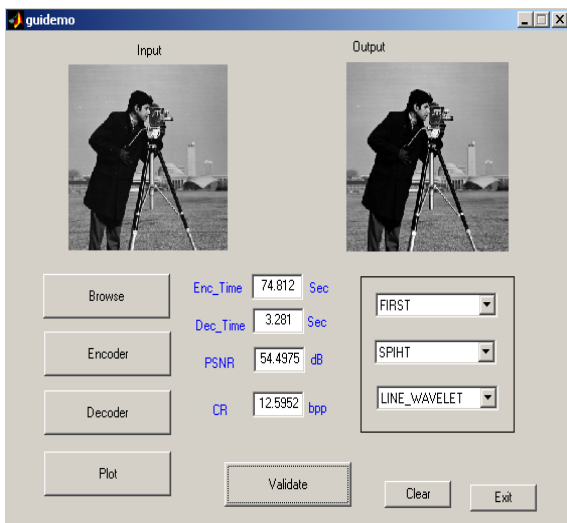 guidemo
Input
Output
Browse
Enc_Time 74.812 Sec
FIRST
Dec_Time 3.281 Sec
Encoder
PSNR 54.4975 dB
SPIHT
Decoder
CR 12.5952 bpp
LINE_WAVELET
Plot
Validate
Clear
Exit